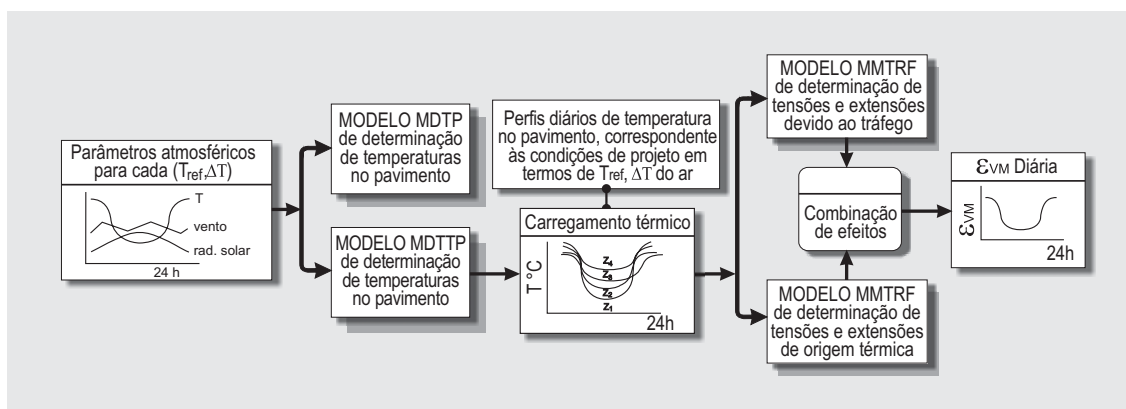 Parâmetros atmosféricos
para cada (Tref,ΔT)
T
vento
rad. solar
24 h
MODELO MDTP
de determinação
de temperaturas
no pavimento
MODELO MDTTP
de determinação
de temperaturas
no pavimento
Perfis diários de temperatura
no pavimento, correspondente
às condições de projeto em
termos de Tref, ΔT do ar
Carregamento térmico
T °C
z4
z3
z2
z1
24h
MODELO MMTRF
de determinação de
tensões e extensões
devido ao tráfego
Combinação
de efeitos
MODELO MMTRF
de determinação de
tensões e extensões
de origem térmica
εVM Diária
εVM
24h